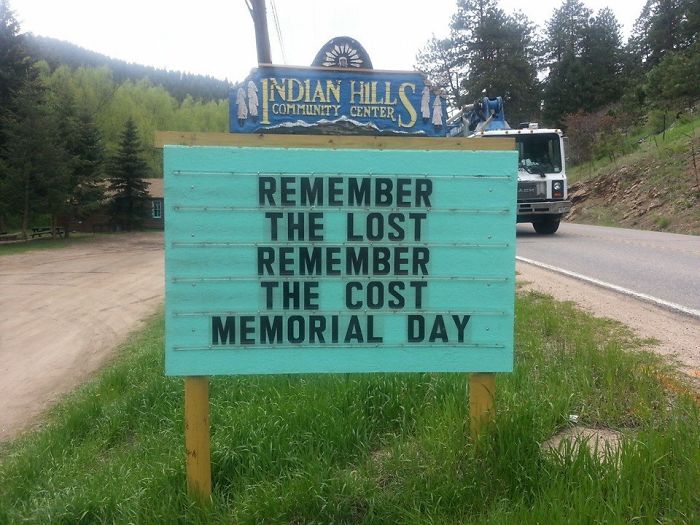 INDIAN HILLS
COMMUNITY CENTER
REMEMBER
THE LOST
REMEMBER
THE COST
MEMORIAL DAY